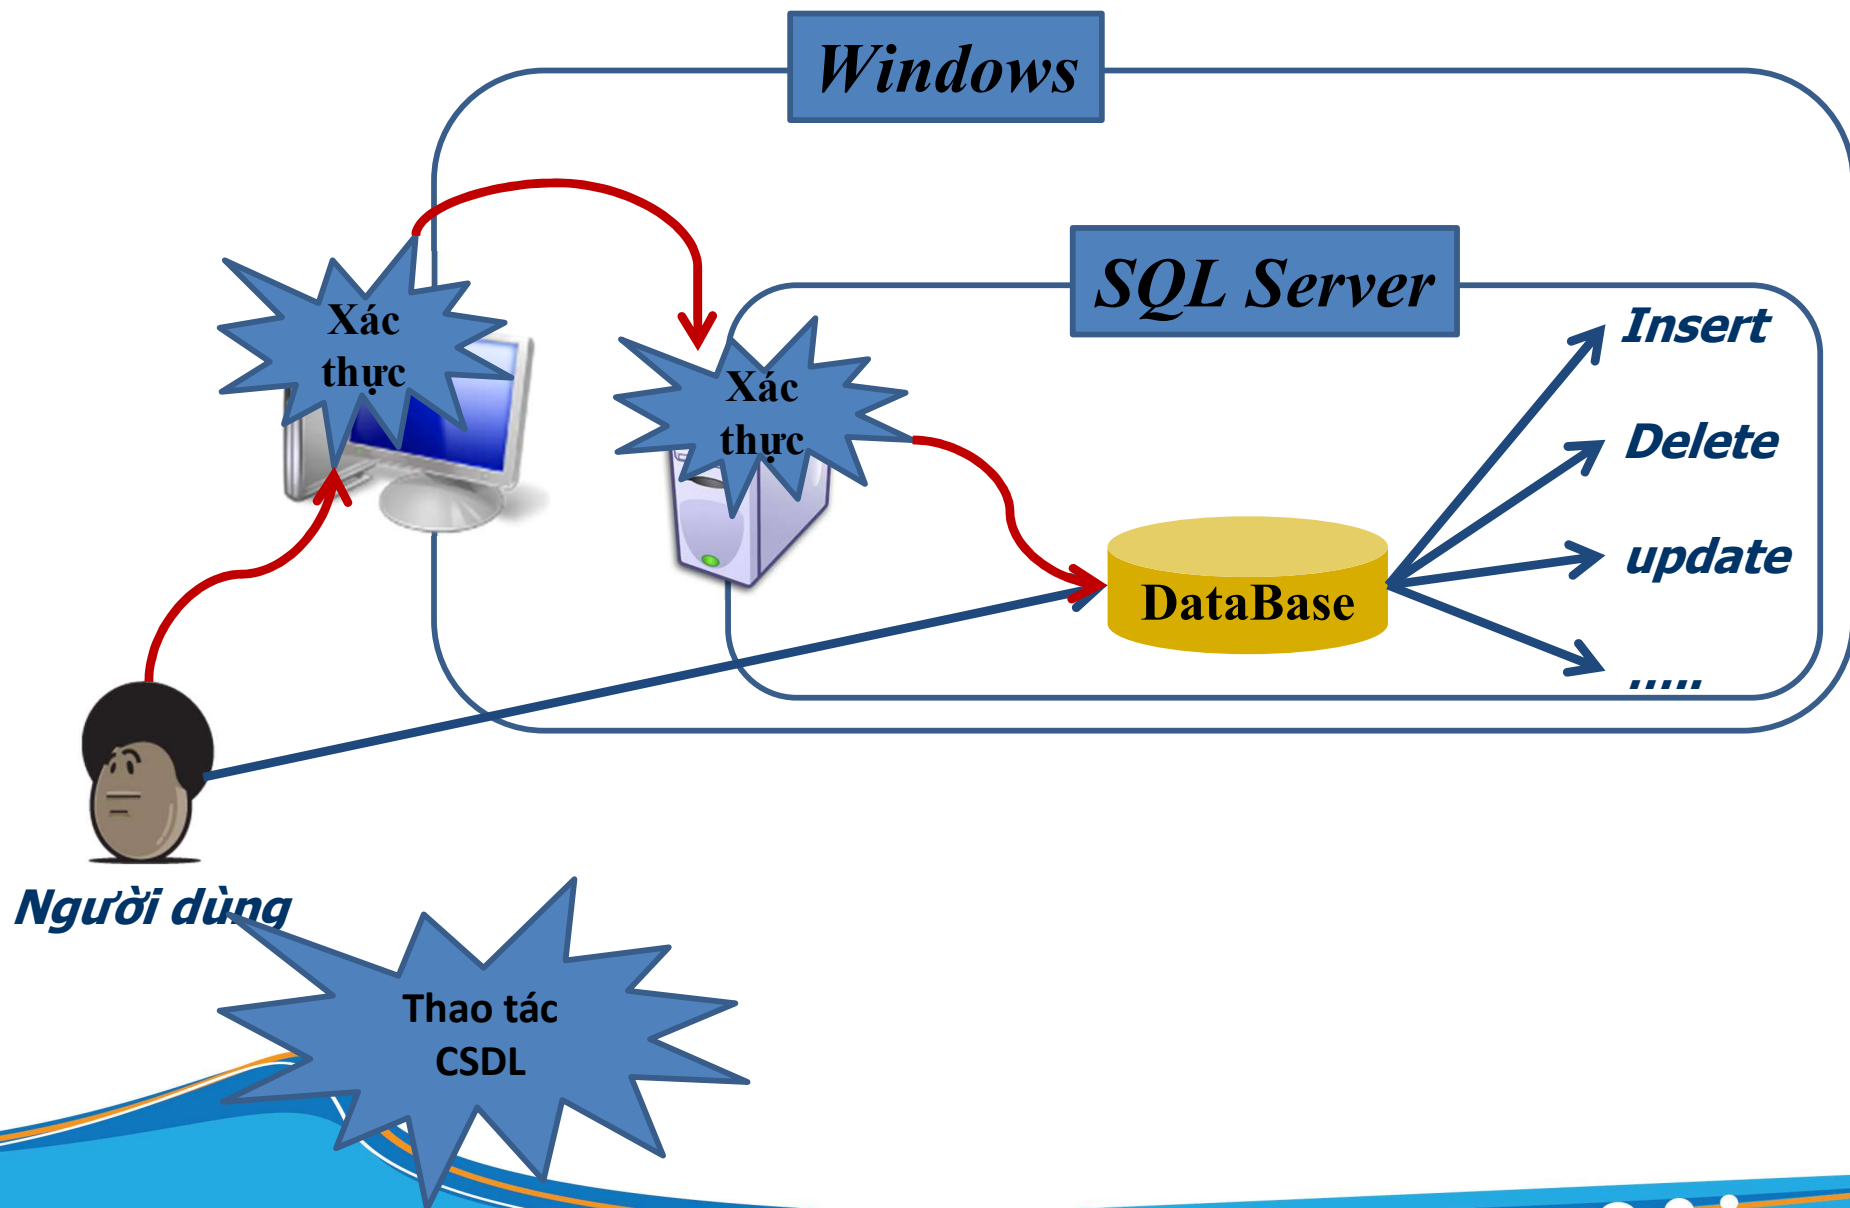 Windows
SQL Server
Xác
thực
Xác
thực
Insert
Delete
update
.....
DataBase
Người dùng
Thao tác
CSDL